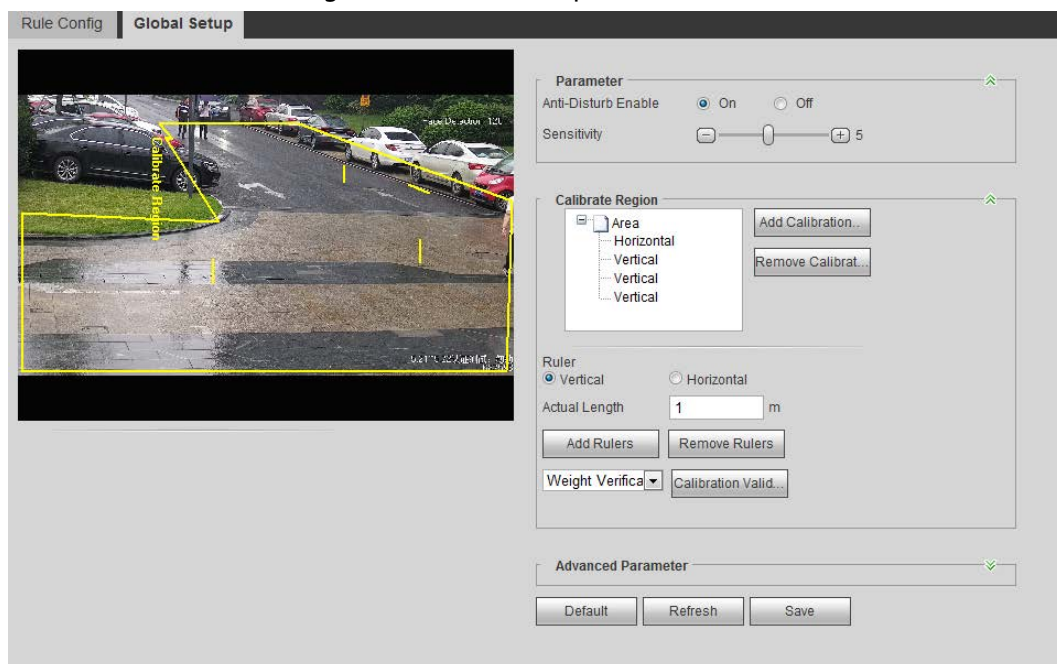 Rule Config Global Setup
Calibrate Region
Parameter
Anti-Disturb Enable On Off
Sensitivity 5
Calibrate Region
Area
Horizontal
Vertical
Vertical
Vertical
Add Calibration..
Remove Calibrat...
Ruler
Vertical Horizontal
Actual Length 1 m
Add Rulers Remove Rulers
Weight Verifica Calibration Valid...
Advanced Parameter
Default Refresh Save